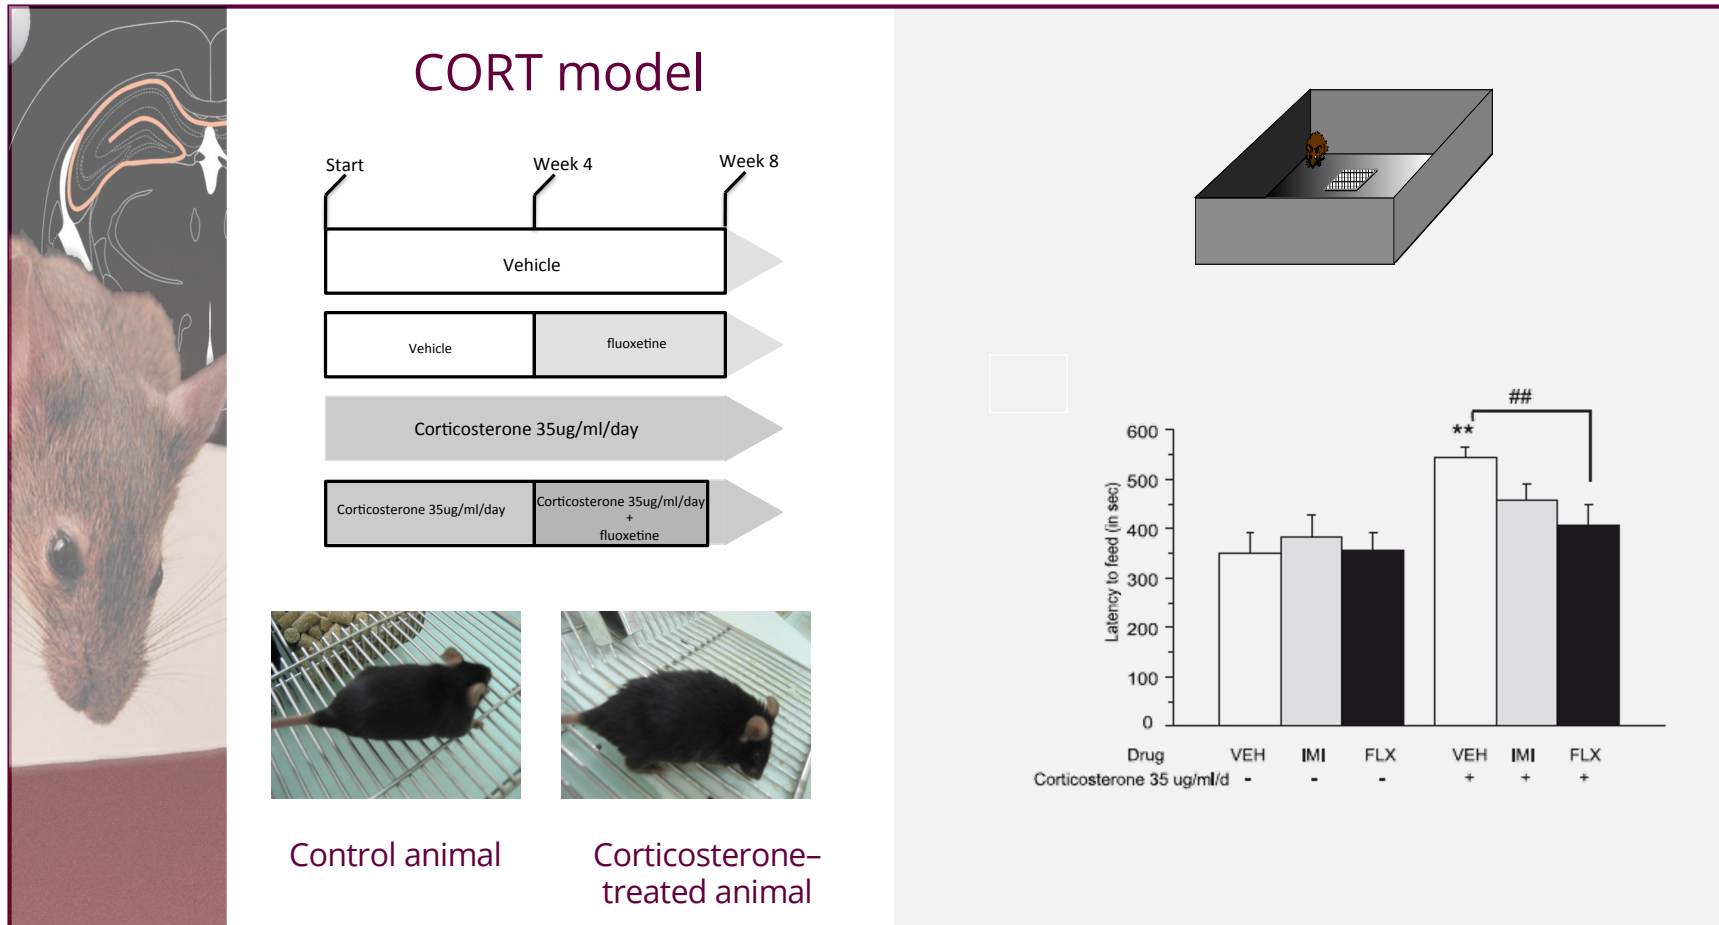 CORT model
Start
Week 4
Week 8
Vehicle
Vehicle
fluoxetine
Corticosterone 35ug/ml/day
Corticosterone 35ug/ml/day
Corticosterone 35ug/ml/day
+
fluoxetine
Control animal
Corticosterone–
treated animal
##
**
600
500
400
300
200
100
0
Latency to feed (in sec)
Drug VEH IMI FLX VEH IMI FLX
Corticosterone 35 ug/ml/d - - - + + +